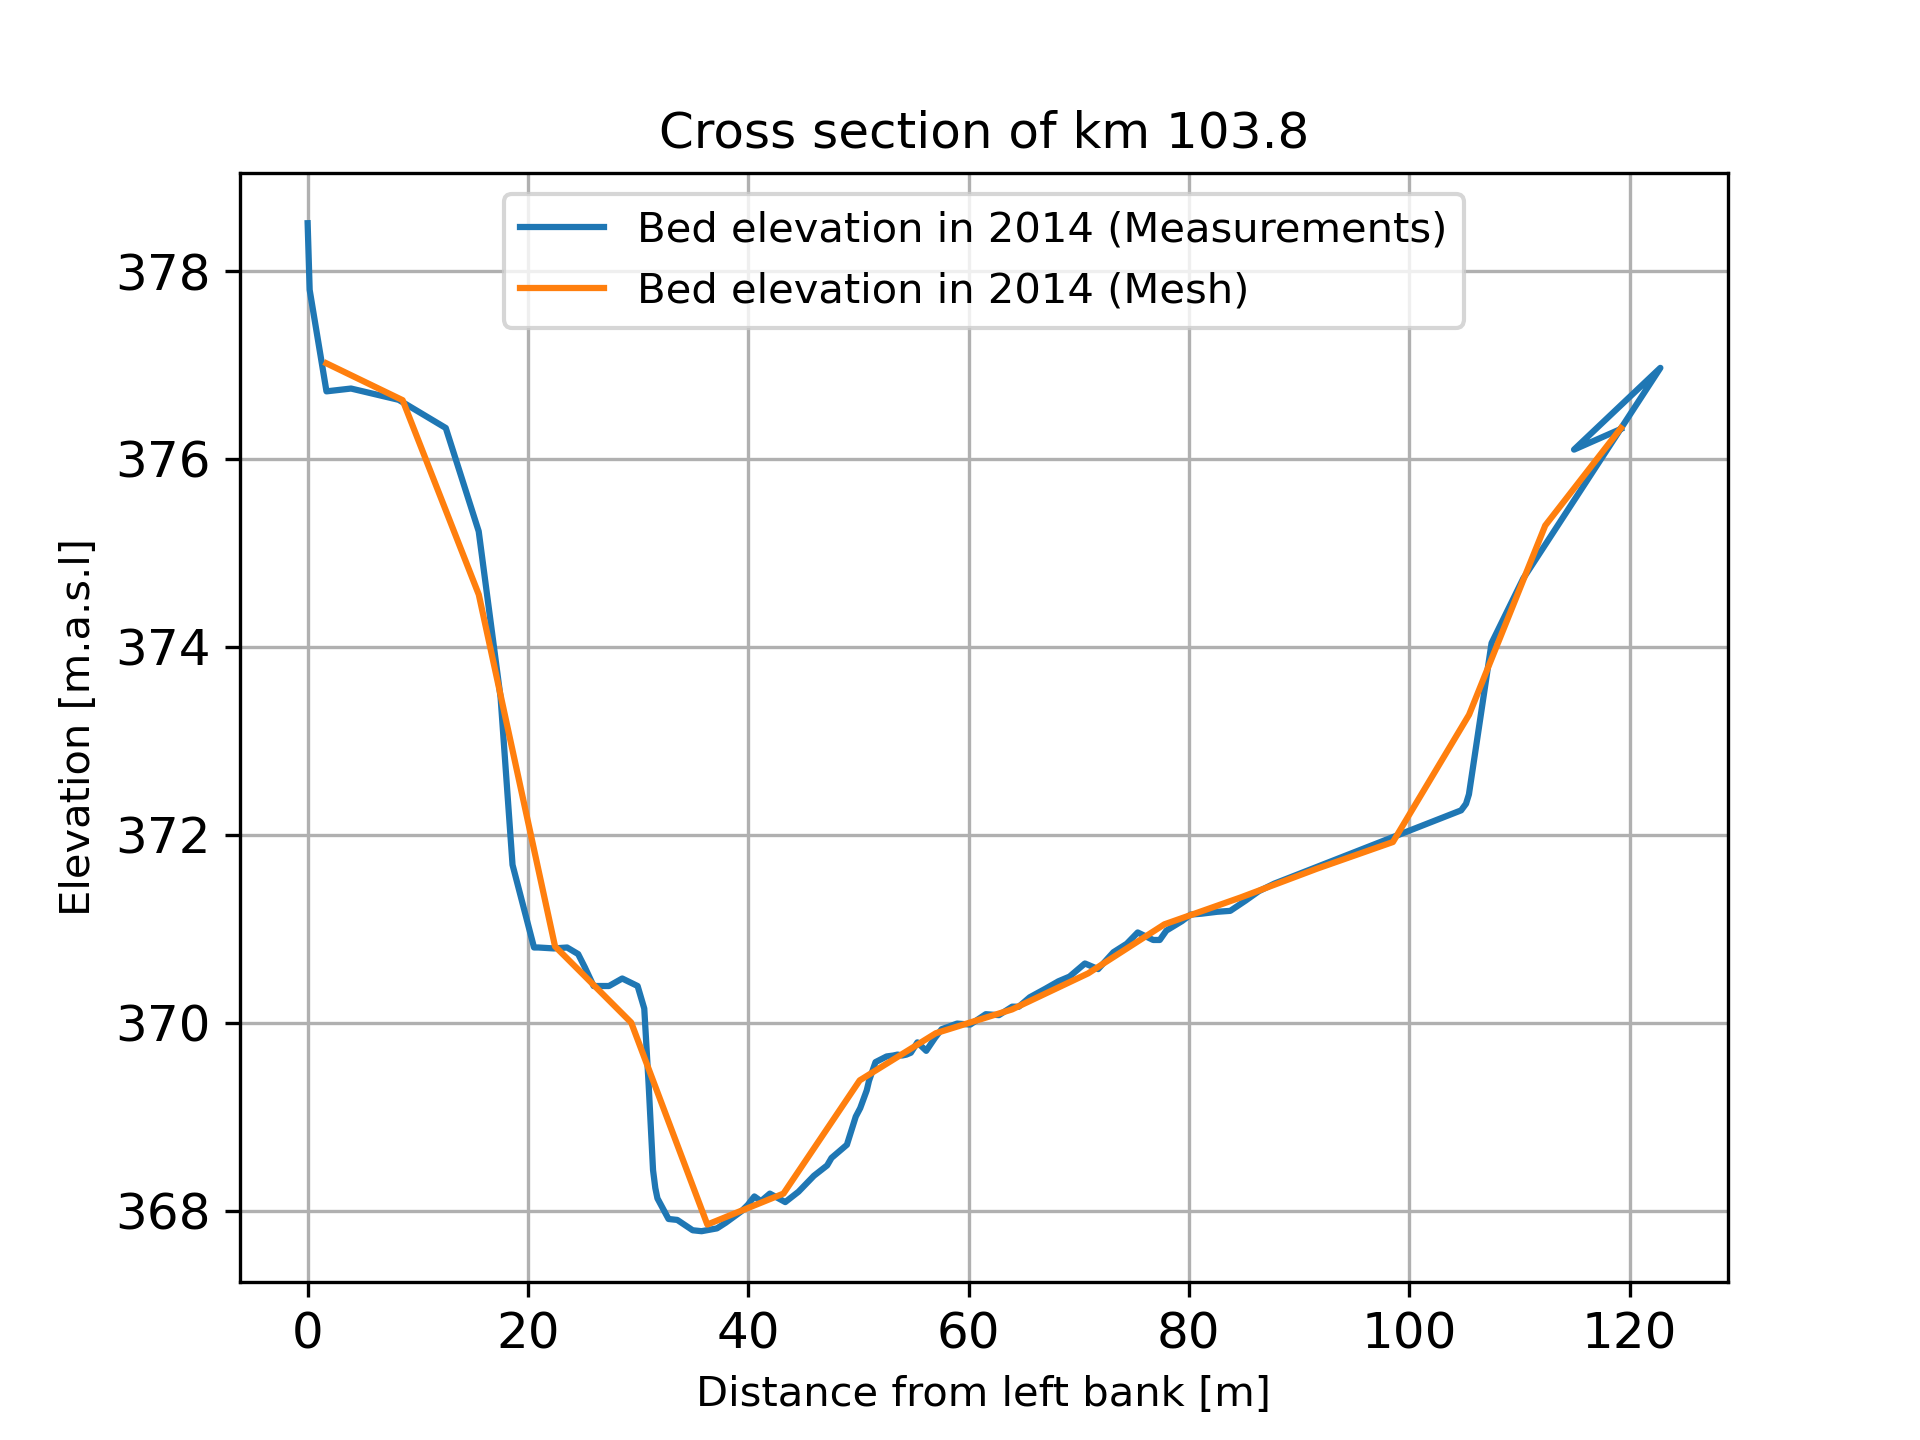 Cross section of km 103.8
Bed elevation in 2014 (Measurements)
Bed elevation in 2014 (Mesh)
Elevation [m.a.s.l]
378
376
374
372
370
368
0 20 40 60 80 100 120
Distance from left bank [m]